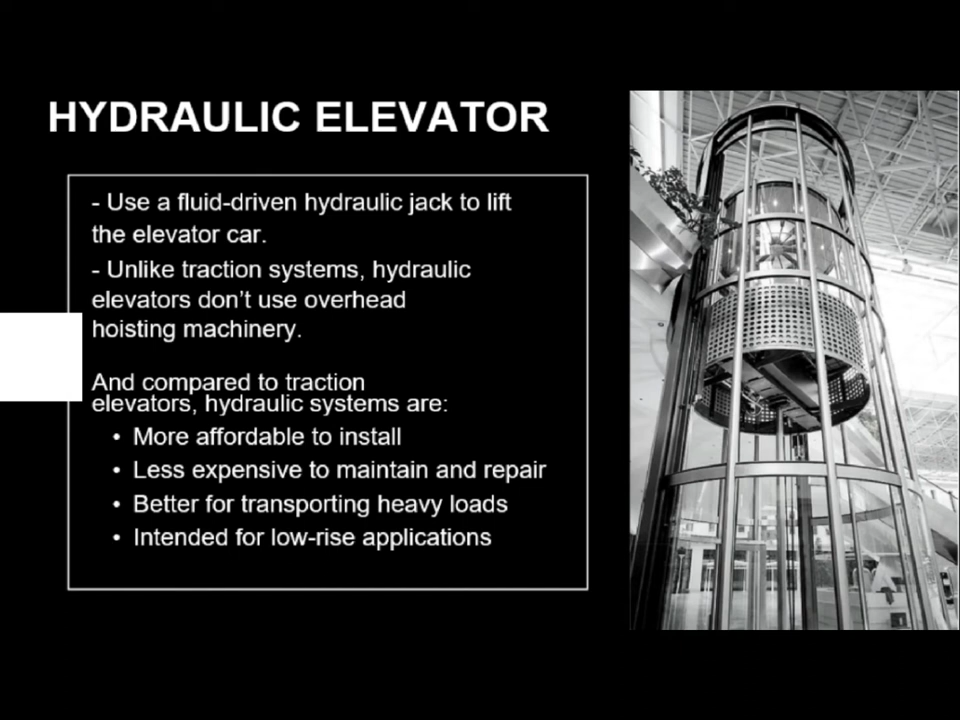 HYDRAULIC ELEVATOR
- Use a fluid-driven hydraulic jack to lift
the elevator car.
- Unlike traction systems, hydraulic
elevators don’t use overhead
hoisting machinery.
And compared to traction
elevators, hydraulic systems are:
• More affordable to install
• Less expensive to maintain and repair
• Better for transporting heavy loads
• Intended for low-rise applications